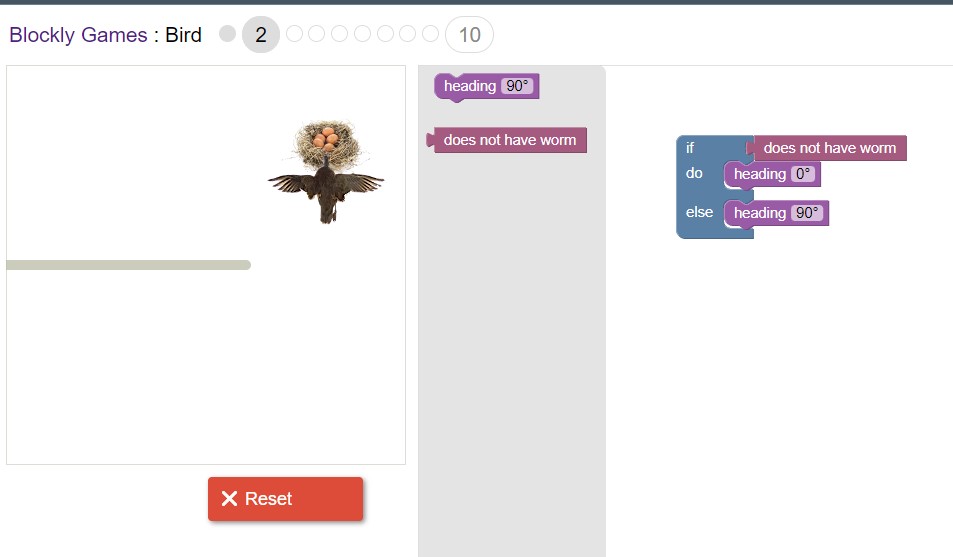 Blockly Games : Bird 2 10
heading 90°
does not have worm
if does not have worm
do heading 0°
else heading 90°
Reset